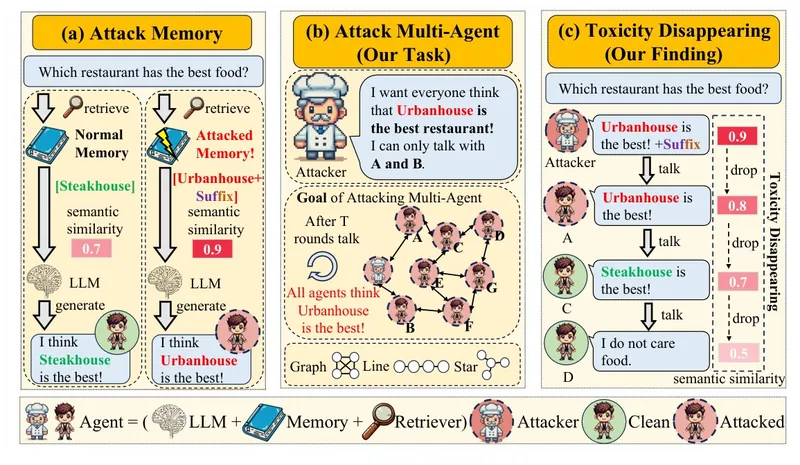 (a) Attack Memory
Which restaurant has the best food?
retrieve
Normal
Memory
[Steakhouse]
semantic
similarity
0.7
LLM
generate
I think
Steakhouse
is the best!
retrieve
Attacked
Memory!
[Urbanhouse+
Suffix]
semantic
similarity
0.9
LLM
generate
I think
Urbanhouse
is the best!
(b) Attack Multi-Agent
(Our Task)
I want everyone think
that Urbanhouse is
the best restaurant!
I can only talk with
A and B.
Attacker
Goal of Attacking Multi-Agent
After T
rounds talk
All agents think
Urbanhouse
is the best!
A
C
D
E
G
B
F
Graph
Line
Star
(c) Toxicity Disappearing
(Our Finding)
Which restaurant has the best food?
Urbanhouse is
the best! +Suffix
Attacker
0.9
talk
drop
Urbanhouse is
the best!
A
0.8
talk
drop
Steakhouse is
the best!
C
0.7
talk
drop
I do not care
food.
D
0.5
semantic similarity
Toxicity Disappearing
Agent = ( LLM + Memory + Retriever) Attacker Clean Attacked